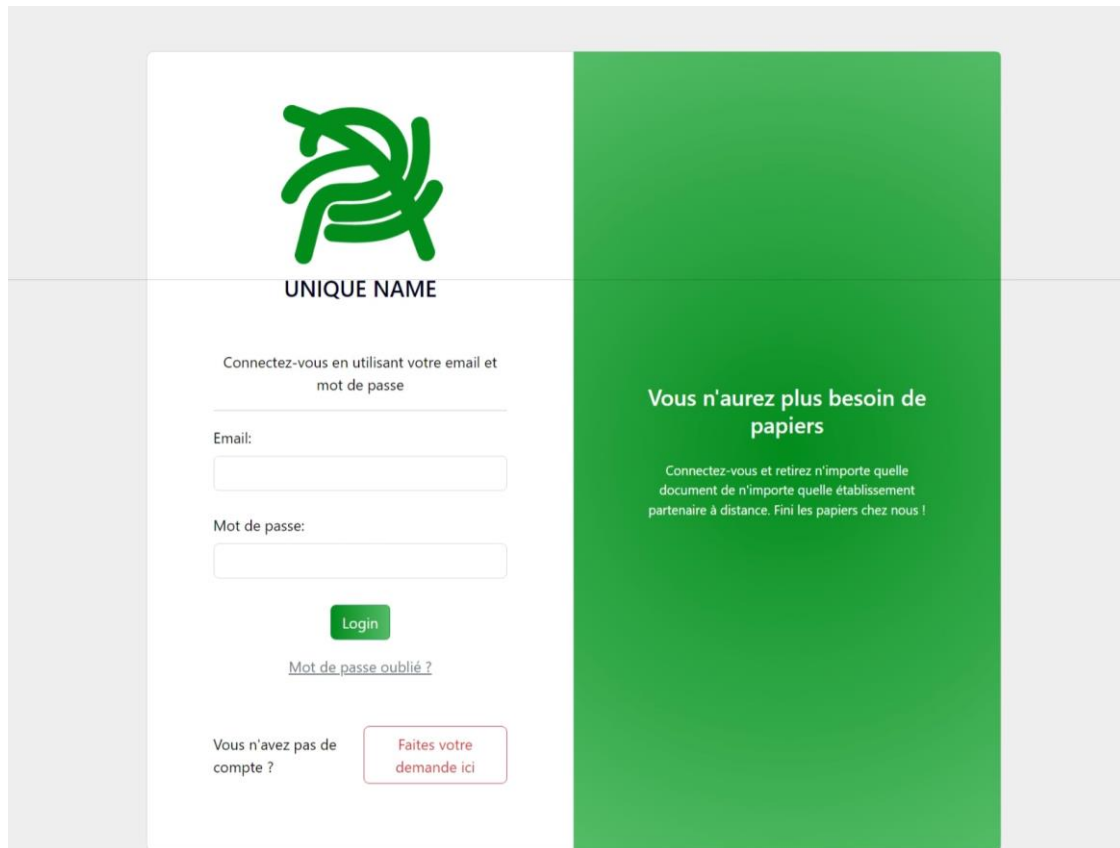 UNIQUE NAME
Connectez-vous en utilisant votre email et
mot de passe
Email:
Mot de passe:
Login
Mot de passe oublié ?
Vous n'avez pas de
compte ?
Faites votre
demande ici
Vous n'aurez plus besoin de
papiers
Connectez-vous et retirez n'importe quelle
document de n'importe quelle établissement
partenaire à distance. Fini les papiers chez nous !